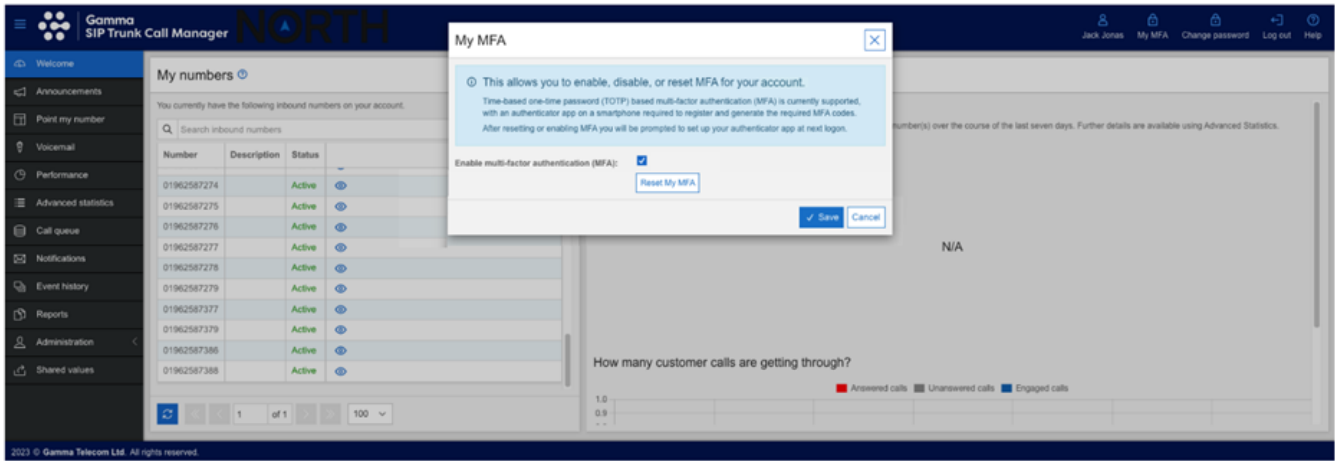 Gamma
SIP Trunk Call Manager
NORTH
Jack Jonas
My MFA
Change password
Log out
Help
Welcome
Announcements
Point my number
Voicemail
Performance
Advanced statistics
Call queue
Notifications
Event history
Reports
Administration
Shared values
My numbers
You currently have the following inbound numbers on your account.
Search inbound numbers
Number Description Status
01962587274 Active
01962587275 Active
01962587276 Active
01962587277 Active
01962587278 Active
01962587279 Active
01962587377 Active
01962587379 Active
01962587386 Active
01962587388 Active
1 of 1 100
My MFA
This allows you to enable, disable, or reset MFA for your account.
Time-based one-time password (TOTP) based multi-factor authentication (MFA) is currently supported,
with an authenticator app on a smartphone required to register and generate the required MFA codes.
After resetting or enabling MFA you will be prompted to set up your authenticator app at next logon.
Enable multi-factor authentication (MFA):
Reset My MFA
Save Cancel
number(s) over the course of the last seven days. Further details are available using Advanced Statistics.
N/A
How many customer calls are getting through?
Answered calls Unanswered calls Engaged calls
1.0
0.9
2023 © Gamma Telecom Ltd. All rights reserved.